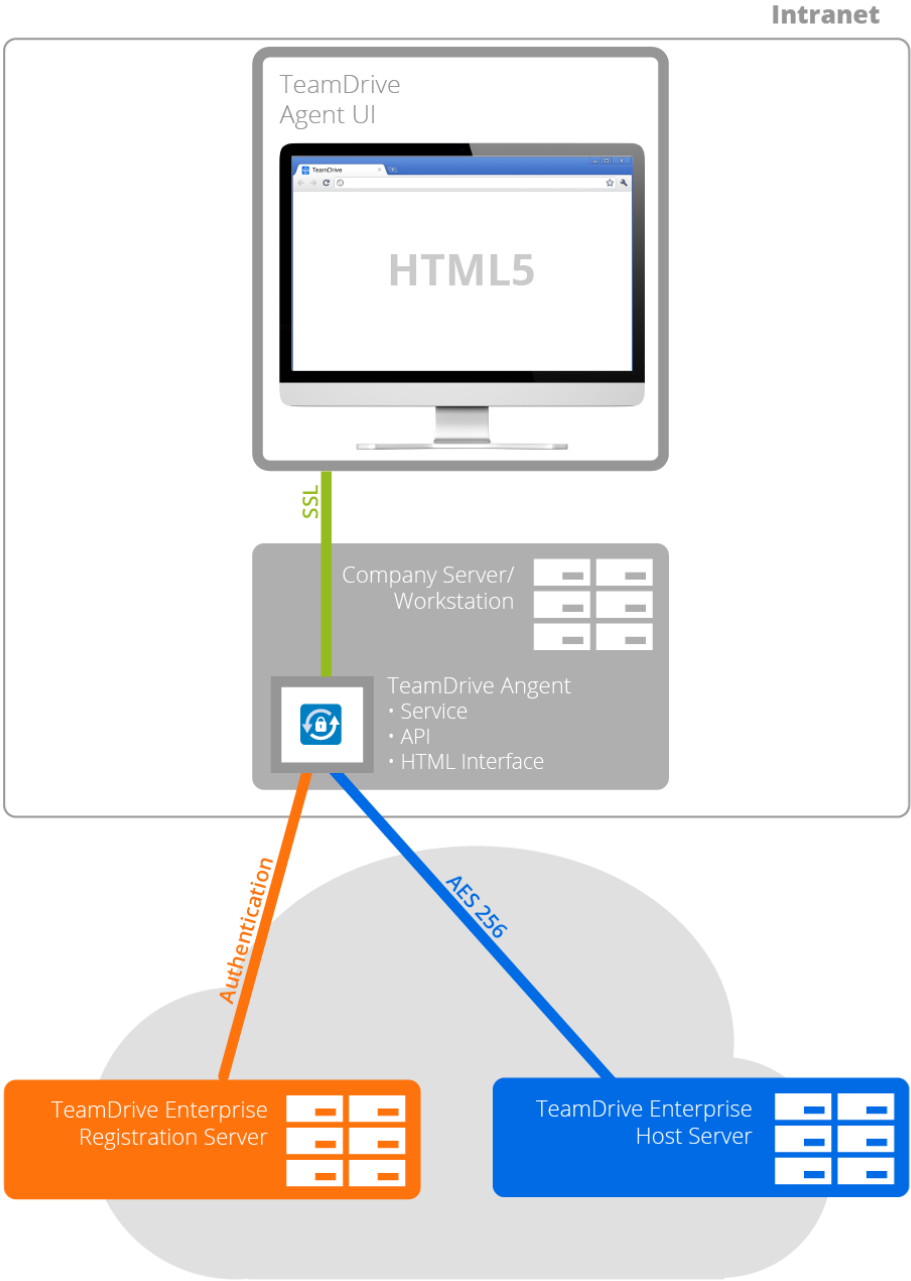 Intranet
TeamDrive
Agent UI
TeamDrive
HTML5
SSL
Company Server/
Workstation
TeamDrive Angent
• Service
• API
• HTML Interface
Authentication
AES 256
TeamDrive Enterprise
Registration Server
TeamDrive Enterprise
Host Server